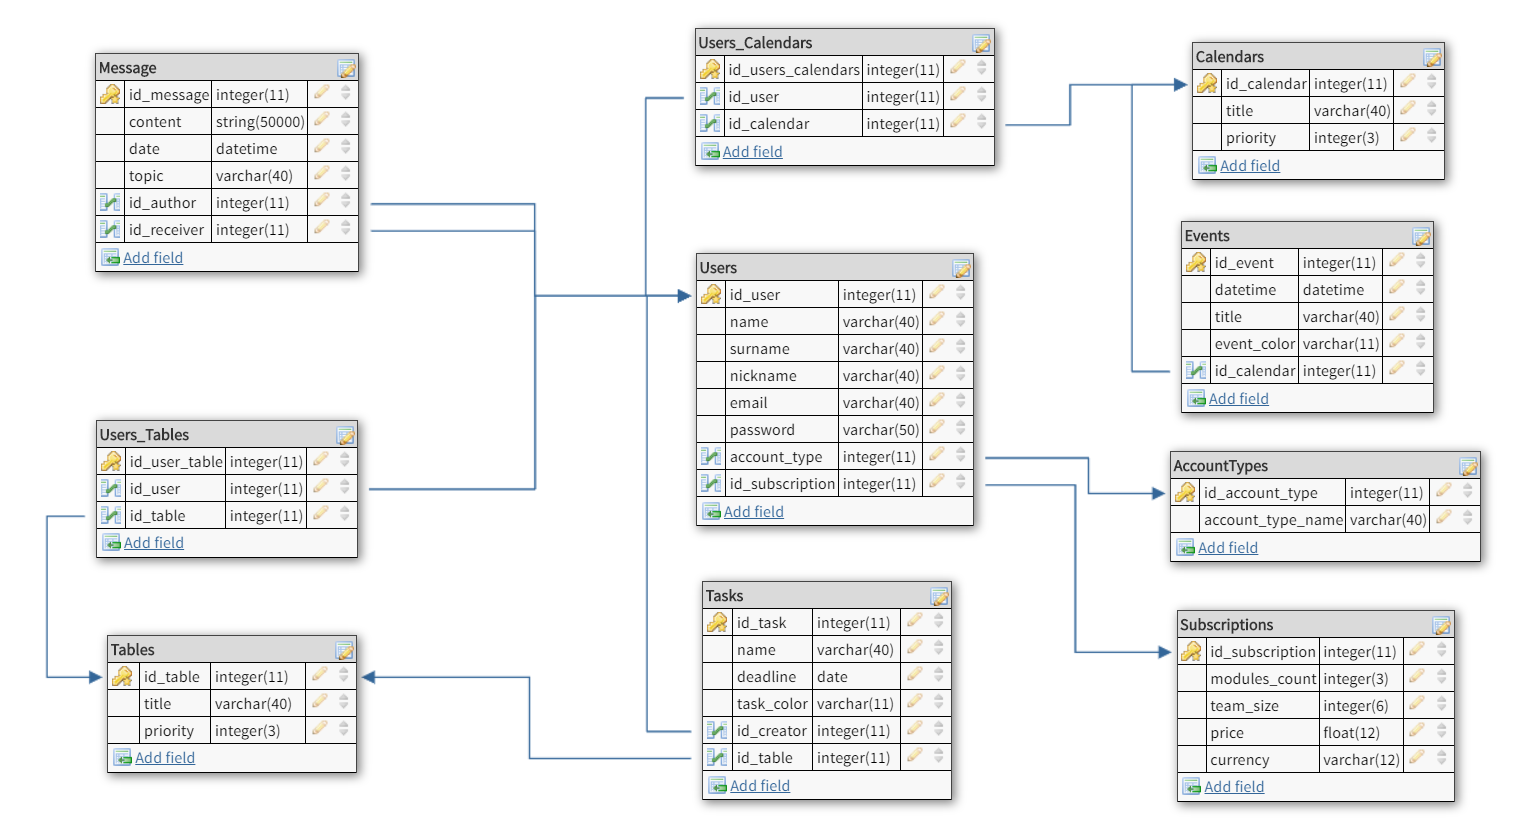 Message
id_message integer(11)
content string(50000)
date datetime
topic varchar(40)
id_author integer(11)
id_receiver integer(11)
Add field
Users_Calendars
id_users_calendars integer(11)
id_user integer(11)
id_calendar integer(11)
Add field
Calendars
id_calendar integer(11)
title varchar(40)
priority integer(3)
Add field
Events
id_event integer(11)
datetime datetime
title varchar(40)
event_color varchar(11)
id_calendar integer(11)
Add field
Users
id_user integer(11)
name varchar(40)
surname varchar(40)
nickname varchar(40)
email varchar(40)
password varchar(50)
account_type integer(11)
id_subscription integer(11)
Add field
Users_Tables
id_user_table integer(11)
id_user integer(11)
id_table integer(11)
Add field
AccountTypes
id_account_type integer(11)
account_type_name varchar(40)
Add field
Tables
id_table integer(11)
title varchar(40)
priority integer(3)
Add field
Tasks
id_task integer(11)
name varchar(40)
deadline date
task_color varchar(11)
id_creator integer(11)
id_table integer(11)
Add field
Subscriptions
id_subscription integer(11)
modules_count integer(3)
team_size integer(6)
price float(12)
currency varchar(12)
Add field